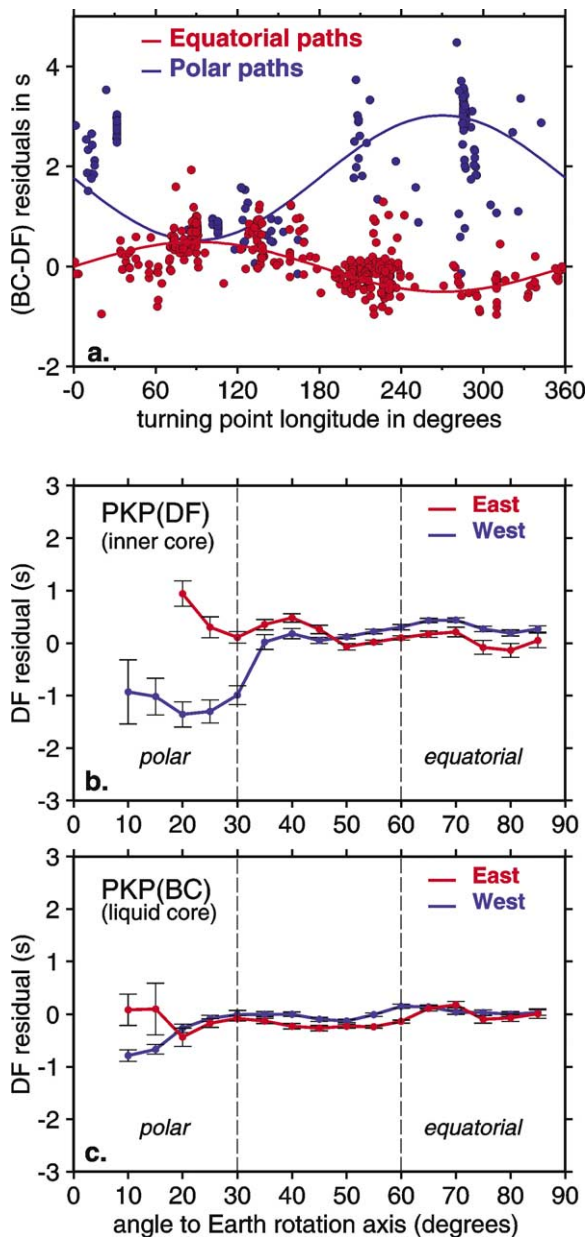 Equatorial paths
Polar paths
(BC-DF) residuals in s
4
2
0
-2
a.
-0 60 120 180 240 300 360
turning point longitude in degrees
3
2
1
0
-1
-2
-3
DF residual (s)
PKP(DF)
(inner core)
East
West
polar
equatorial
b.
0 10 20 30 40 50 60 70 80 90
3
2
1
0
-1
-2
-3
DF residual (s)
PKP(BC)
(liquid core)
East
West
polar
equatorial
c.
0 10 20 30 40 50 60 70 80 90
angle to Earth rotation axis (degrees)